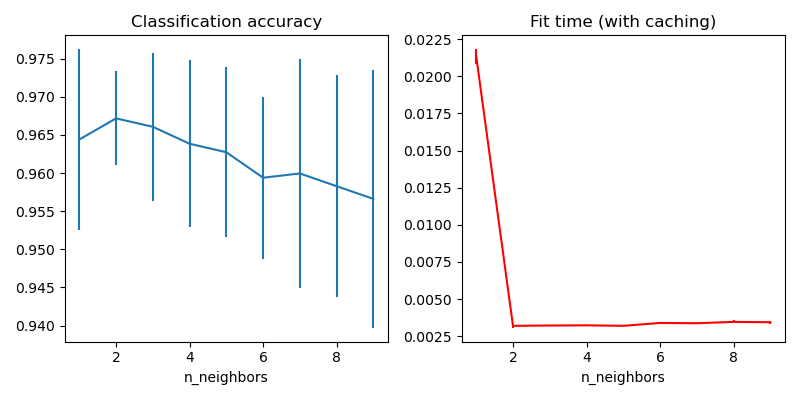 Classification accuracy
0.975
0.970
0.965
0.960
0.955
0.950
0.945
0.940
2 4 6 8
n_neighbors
Fit time (with caching)
0.0225
0.0200
0.0175
0.0150
0.0125
0.0100
0.0075
0.0050
0.0025
2 4 6 8
n_neighbors